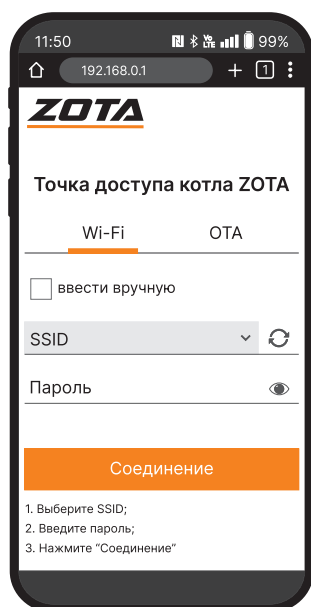 11:50 99%
192.168.0.1 1
ZOTA
Точка доступа котла ZOTA
Wi-Fi OTA
ввести вручную
SSID
Пароль
Соединение
1. Выберите SSID;
2. Введите пароль;
3. Нажмите “Соединение”